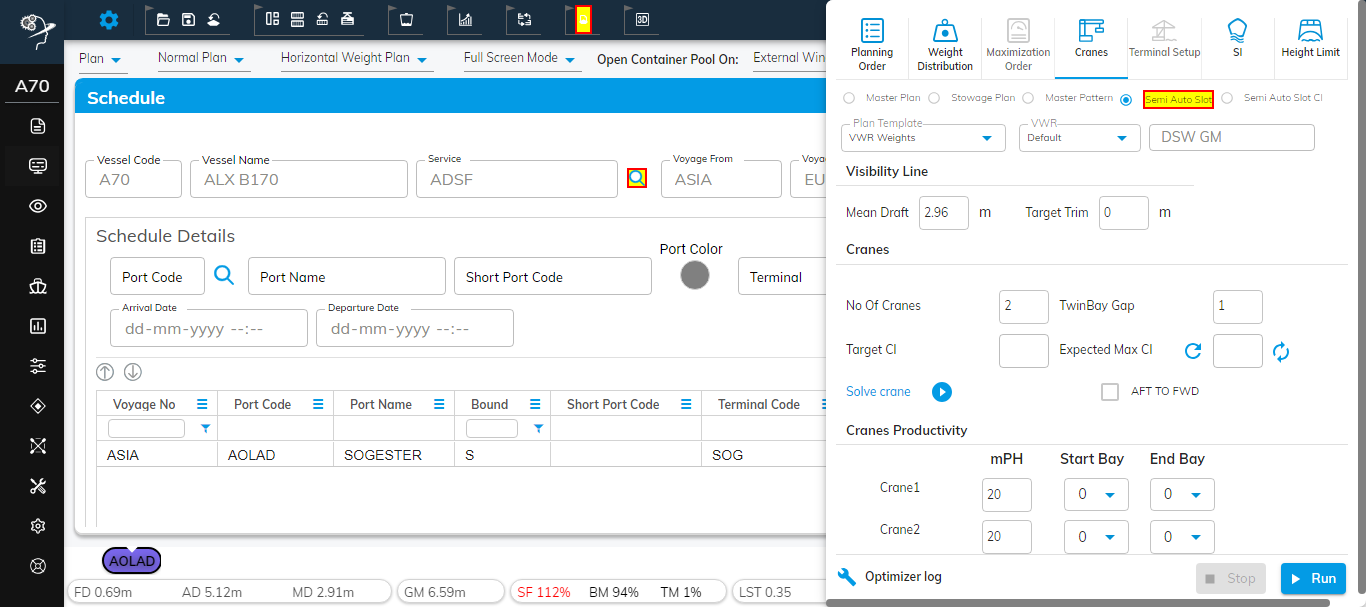 A70
Plan
Normal Plan
Horizontal Weight Plan
Full Screen Mode
Open Container Pool On:
External Win
Schedule
Vessel Code
A70
Vessel Name
ALX B170
Service
ADSF
Voyage From
ASIA
Voya
EU
Schedule Details
Port Code
Port Name
Short Port Code
Port Color
Terminal
Arrival Date
dd-mm-yyyy --:--
Departure Date
dd-mm-yyyy --:--
Voyage No
Port Code
Port Name
Bound
Short Port Code
Terminal Code
ASIA
AOLAD
SOGESTER
S
SOG
AOLAD
FD 0.69m
AD 5.12m
MD 2.91m
GM 6.59m
SF 112%
BM 94%
TM 1%
LST 0.35
3D
Planning Order
Weight Distribution
Maximization Order
Cranes
Terminal Setup
SI
Height Limit
Master Plan
Stowage Plan
Master Pattern
Semi Auto Slot
Semi Auto Slot CI
Plan Template
VWR Weights
VWR
Default
DSW GM
Visibility Line
Mean Draft
2.96
m
Target Trim
0
m
Cranes
No Of Cranes
2
TwinBay Gap
1
Target CI
Expected Max CI
Solve crane
AFT TO FWD
Cranes Productivity
mPH
Start Bay
End Bay
Crane1
20
0
0
Crane2
20
0
0
Optimizer log
Stop
Run